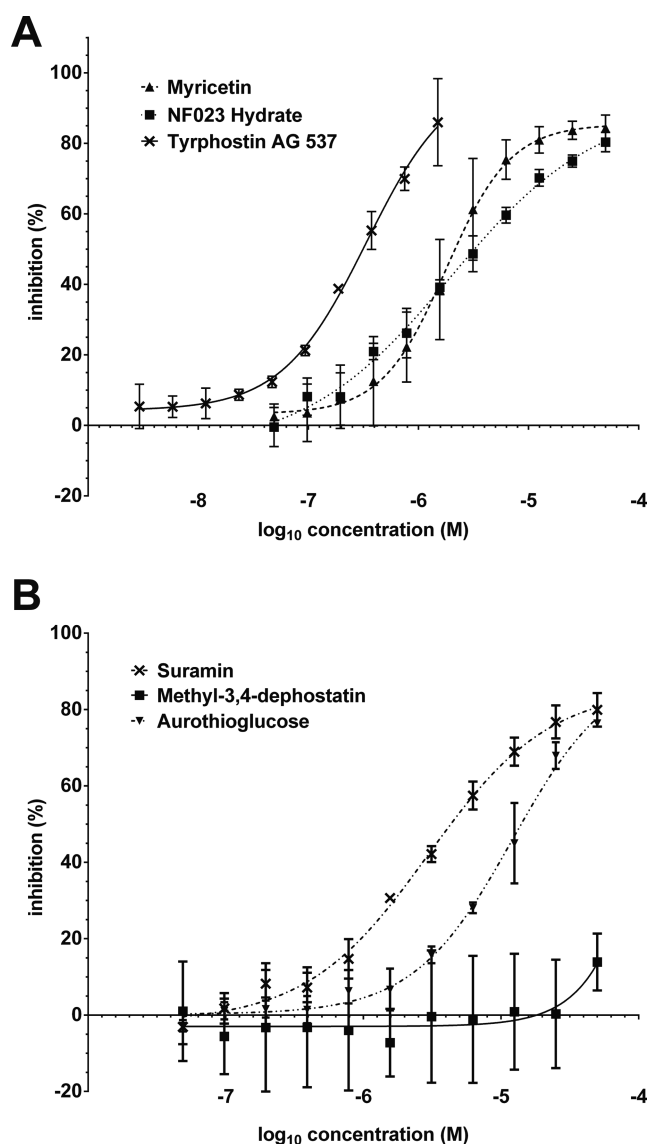 A
100
80
60
40
20
0
-20
inhibition (%)
Myricetin
NF023 Hydrate
Tyrphostin AG 537
-8 -7 -6 -5 -4
log10 concentration (M)
B
100
80
60
40
20
0
-20
inhibition (%)
Suramin
Methyl-3,4-dephostatin
Aurothioglucose
-7 -6 -5 -4
log10 concentration (M)